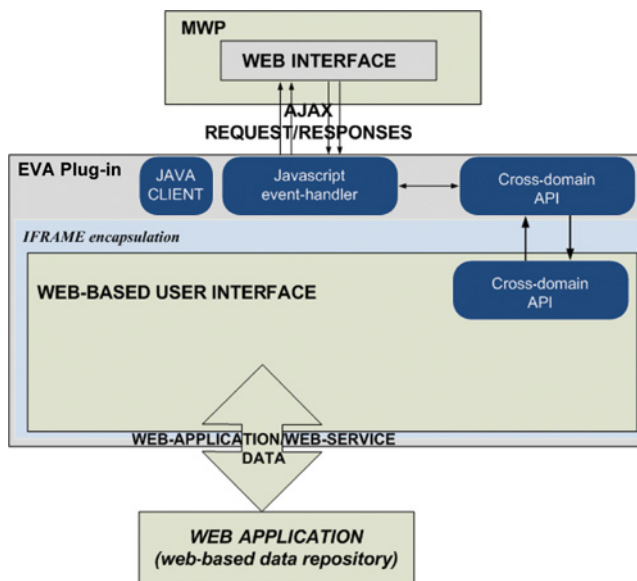 MWP
WEB INTERFACE
AJAX
REQUEST/RESPONSES
EVA Plug-in
JAVA
CLIENT
Javascript
event-handler
Cross-domain
API
IFRAME encapsulation
WEB-BASED USER INTERFACE
Cross-domain
API
WEB-APPLICATION/WEB-SERVICE
DATA
WEB APPLICATION
(web-based data repository)